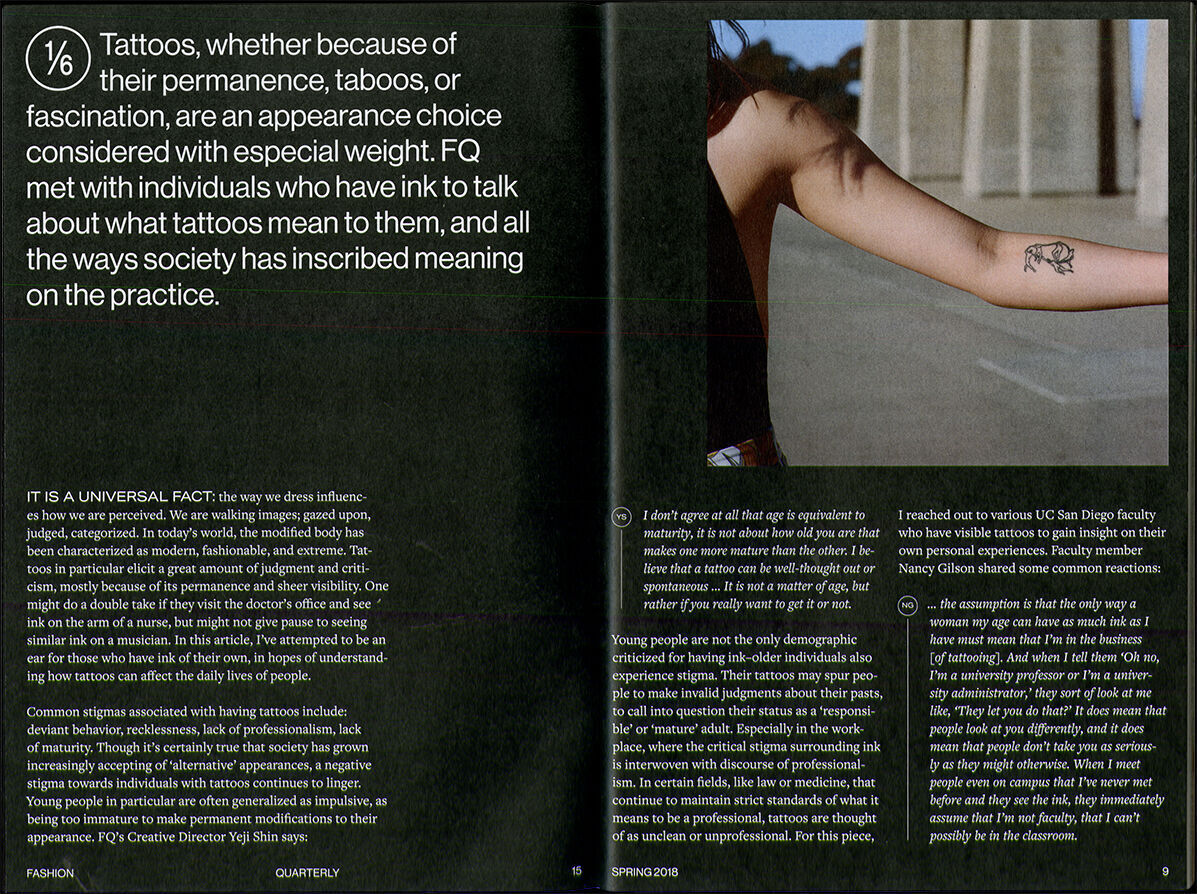 1/6
Tattoos, whether because of
their permanence, taboos, or
fascination, are an appearance choice
considered with especial weight. FQ
met with individuals who have ink to talk
about what tattoos mean to them, and all
the ways society has inscribed meaning
on the practice.
IT IS A UNIVERSAL FACT: the way we dress influenc-
es how we are perceived. We are walking images; gazed upon,
judged, categorized. In today's world, the modified body has
been characterized as modern, fashionable, and extreme. Tat-
toos in particular elicit a great amount of judgment and criti-
cism, mostly because of its permanence and sheer visibility. One
might do a double take if they visit the doctor's office and see
ink on the arm of a nurse, but might not give pause to seeing
similar ink on a musician. In this article, I've attempted to be an
ear for those who have ink of their own, in hopes of understand-
ing how tattoos can affect the daily lives of people.
Common stigmas associated with having tattoos include:
deviant behavior, recklessness, lack of professionalism, lack
of maturity. Though it's certainly true that society has grown
increasingly accepting of 'alternative' appearances, a negative
stigma towards individuals with tattoos continues to linger.
Young people in particular are often generalized as impulsive, as
being too immature to make permanent modifications to their
appearance. FQ's Creative Director Yeji Shin says:
FASHION
QUARTERLY
15
YS
I don't agree at all that age is equivalent to
maturity, it is not about how old you are that
makes one more mature than the other. I be-
lieve that a tattoo can be well-thought out or
spontaneous ... It is not a matter of age, but
rather if you really want to get it or not.
Young people are not the only demographic
criticized for having ink–older individuals also
experience stigma. Their tattoos may spur peo-
ple to make invalid judgments about their pasts,
to call into question their status as a 'responsi-
ble' or 'mature' adult. Especially in the work-
place, where the critical stigma surrounding ink
is interwoven with discourse of professional-
ism. In certain fields, like law or medicine, that
continue to maintain strict standards of what it
means to be a professional, tattoos are thought
of as unclean or unprofessional. For this piece,
I reached out to various UC San Diego faculty
who have visible tattoos to gain insight on their
own personal experiences. Faculty member
Nancy Gilson shared some common reactions:
NG
... the assumption is that the only way a
woman my age can have as much ink as I
have must mean that I'm in the business
[of tattooing]. And when I tell them 'Oh no,
I'm a university professor or I'm a univer-
sity administrator,' they sort of look at me
like, 'They let you do that?' It does mean that
people look at you differently, and it does
mean that people don't take you as serious-
ly as they might otherwise. When I meet
people even on campus that I've never met
before and they see the ink, they immediately
assume that I'm not faculty, that I can't
possibly be in the classroom.
SPRING 2018
9